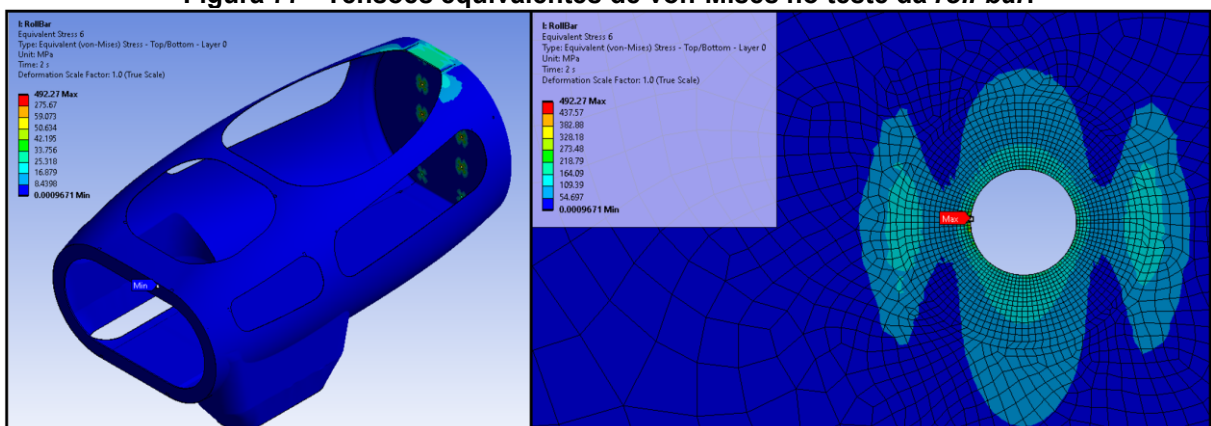 Figura 77 - Tensões equivalentes de von-Mises no teste da roll bar.
I: RollBar
Equivalent Stress 6
Type: Equivalent (von-Mises) Stress - Top/Bottom - Layer 0
Unit: MPa
Time: 2 s
Deformation Scale Factor: 1.0 (True Scale)
492.27 Max
275.67
59.073
50.634
42.195
33.756
25.318
16.879
8.4398
0.0009671 Min
Min
I: RollBar
Equivalent Stress 6
Type: Equivalent (von-Mises) Stress - Top/Bottom - Layer 0
Unit: MPa
Time: 2 s
Deformation Scale Factor: 1.0 (True Scale)
492.27 Max
437.57
382.88
328.18
273.48
218.79
164.09
109.39
54.697
0.0009671 Min
Max